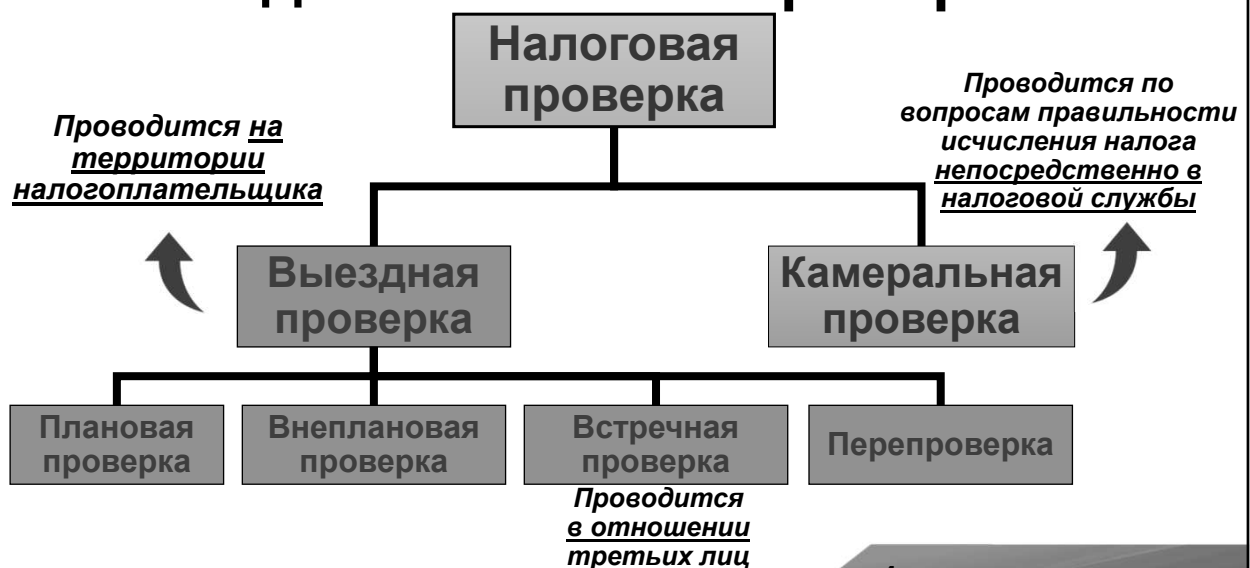 Налоговая
проверка
Проводится на
территории
налогоплательщика
Проводится по
вопросам правильности
исчисления налога
непосредственно в
налоговой службы
Выездная
проверка
Камеральная
проверка
Плановая
проверка
Внеплановая
проверка
Встречная
проверка
Перепроверка
Проводится
в отношении
третьих лиц